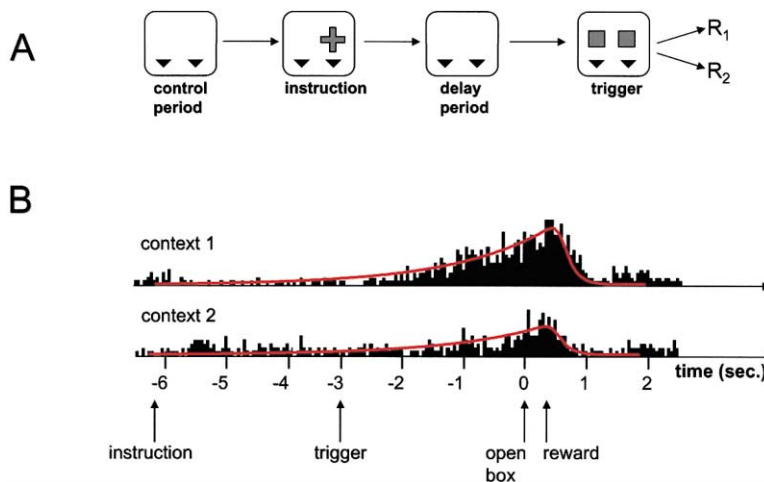 A
R1
R2
control period
instruction
delay period
trigger
B
context 1
context 2
-6 -5 -4 -3 -2 -1 0 1 2 time (sec.)
instruction
trigger
open box
reward